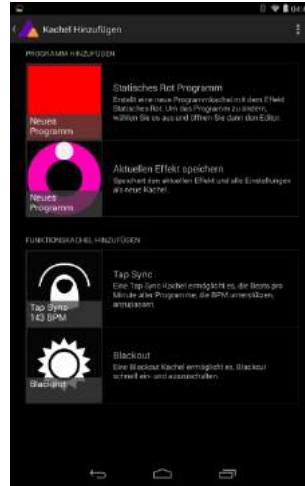 04:
Kachel Hinzufügen
PROGRAMM HINZUFÜGEN
Neues
Programm
Statisches Rot Programm
Erstellt eine neue Programmkachel mit dem Effekt
Statisches Rot. Um das Programm zu ändern,
wählen Sie es aus und öffnen Sie dann den Editor.
Neues
Programm
Aktuellen Effekt speichern
Speichert den aktuellen Effekt und alle Einstellungen
als neue Kachel.
FUNKTIONSKACHEL HINZUFÜGEN
Tap Sync
143 BPM
Tap Sync
Eine Tap Sync Kachel ermöglicht es, die Beats pro
Minute aller Programme, die BPM unterstützen,
anzupassen.
Blackout
Blackout
Eine Blackout Kachel ermöglicht es, Blackout
schnell ein- und auszuschalten.